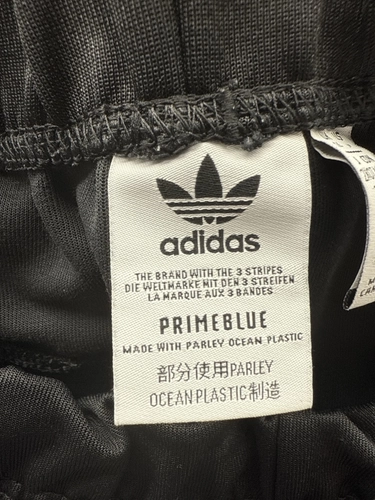 adidas
THE BRAND WITH THE 3 STRIPES
DIE WELTMARKE MIT DEN 3 STREIFEN
LA MARQUE AUX 3 BANDES
PRIMEBLUE
MADE WITH PARLEY OCEAN PLASTIC
部分使用PARLEY
OCEAN PLASTIC制造